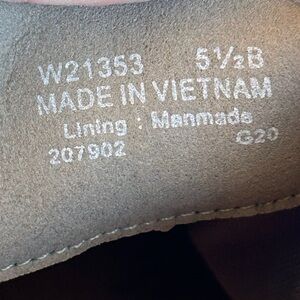 W21353 5½B
MADE IN VIETNAM
Lining : Manmade
207902 G20